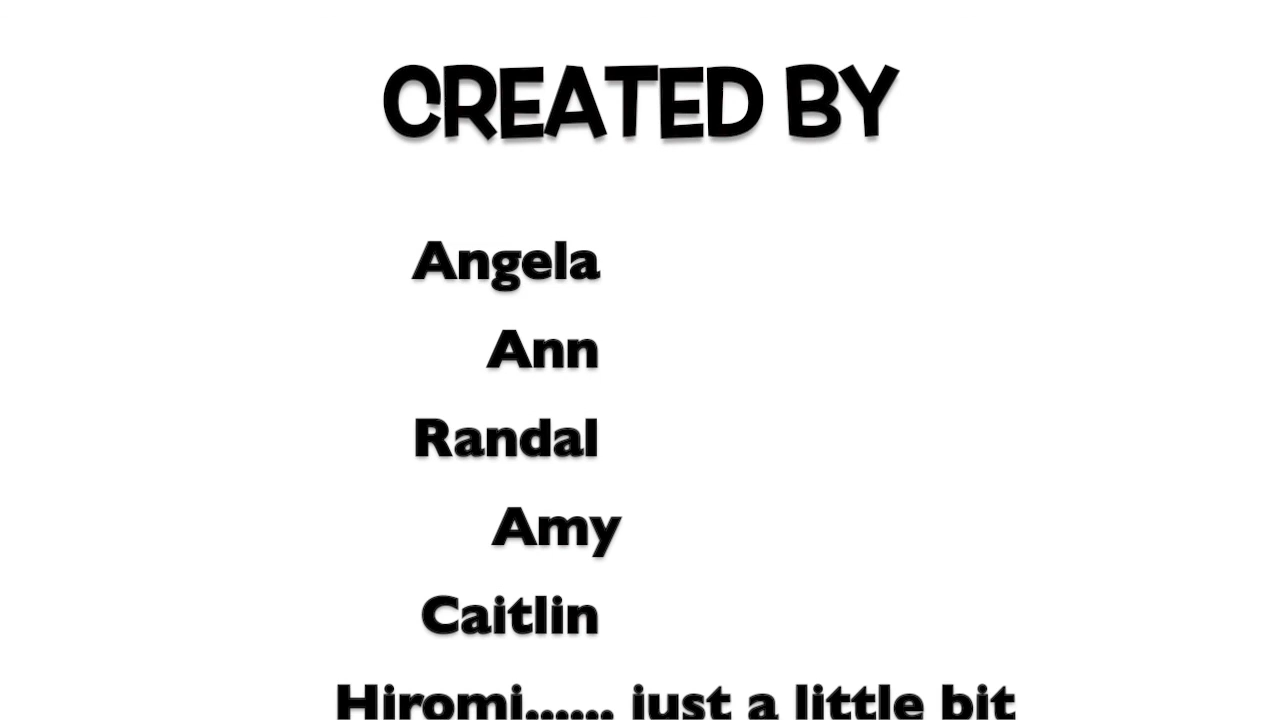 CREATED BY
Angela
Ann
Randal
Amy
Caitlin
Hiromi...... just a little bit